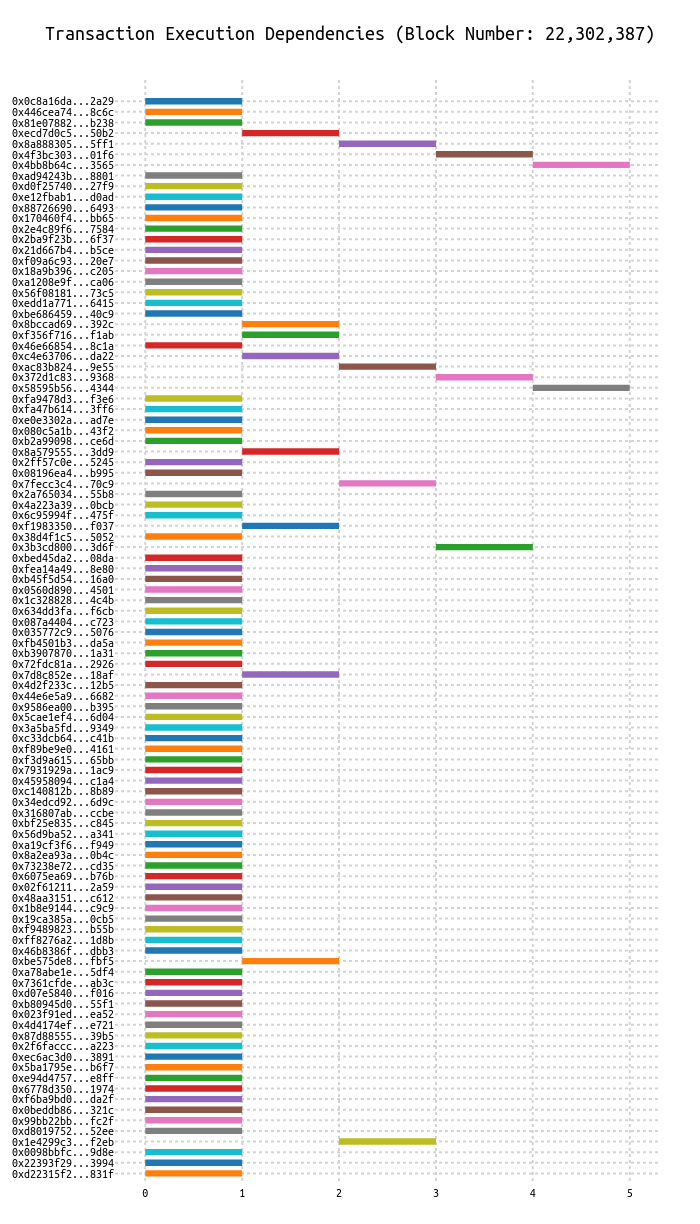 Transaction Execution Dependencies (Block Number: 22,302,387)
0x0c8a16da...2a29
0x446cea74...8c6c
0x81e07882...b238
0xecd7d0c5...50b2
0x8a888305...5ff1
0x4f3bc303...01f6
0x4bb8b64c...3565
0xad94243b...8801
0xd0f25740...27f9
0xe12fbab1...d0ad
0x88726690...6493
0x170460f4...bb65
0x2e4c89f6...7584
0x2ba9f23b...6f37
0x21d667b4...b5ce
0xf09a6c93...20e7
0x18a9b396...c205
0xa1208e9f...ca06
0x56f08181...73c5
0xedd1a771...6415
0xbe686459...40c9
0x8bccad69...392c
0xf356f716...f1ab
0x46e66854...8c1a
0xc4e63706...da22
0xac83b824...9e55
0x372d1c83...9368
0x58595b56...4344
0xfa9478d3...f3e6
0xfa47b614...3ff6
0xe0e3302a...ad7e
0x080c5a1b...43f2
0xb2a99098...ce6d
0x8a579555...3dd9
0x2ff57c0e...5245
0x08196ea4...b995
0x7fecc3c4...70c9
0x2a765034...55b8
0x4a223a39...0bcb
0x6c95994f...475f
0xf1983350...f037
0x38d4f1c5...5052
0x3b3cd800...3d6f
0xbed45da2...08da
0xfea14a49...8e80
0xb45f5d54...16a0
0x0560d890...4501
0x1c328828...4c4b
0x634dd3fa...f6cb
0x087a4404...c723
0x035772c9...5076
0xfb4501b3...da5a
0xb3907870...1a31
0x72fdc81a...2926
0x7d8c852e...18af
0x4d2f233c...12b5
0x44e6e5a9...6682
0x9586ea00...b395
0x5cae1ef4...6d04
0x3a5ba5fd...9349
0xc33dcb64...c41b
0xf89be9e0...4161
0xf3d9a615...65bb
0x7931929a...1ac9
0x45958094...c1a4
0xc140812b...8b89
0x34edcd92...6d9c
0x316807ab...ccbe
0xbf25e835...c845
0x56d9ba52...a341
0xa19cf3f6...f949
0x8a2ea93a...0b4c
0x73238e72...cd35
0x6075ea69...b76b
0x02f61211...2a59
0x48aa3151...c612
0x1b8e9144...c9c9
0x19ca385a...0cb5
0xf9489823...b55b
0xff8276a2...1d8b
0x46b8386f...dbb3
0xbe575de8...fbf5
0xa78abe1e...5df4
0x7361cfde...ab3c
0xd07e5840...f016
0xb80945d0...55f1
0x023f91ed...ea52
0x4d4174ef...e721
0x87d88555...39b5
0x2f6faccc...a223
0xec6ac3d0...3891
0x5ba1795e...b6f7
0xe94d4757...e8ff
0x6778d350...1974
0xf6ba9bd0...da2f
0x0beddb86...321c
0x99bb22bb...fc2f
0xd8019752...52ee
0x1e4299c3...f2eb
0x0098bbfc...9d8e
0x22393f29...3994
0xd22315f2...831f
0 1 2 3 4 5